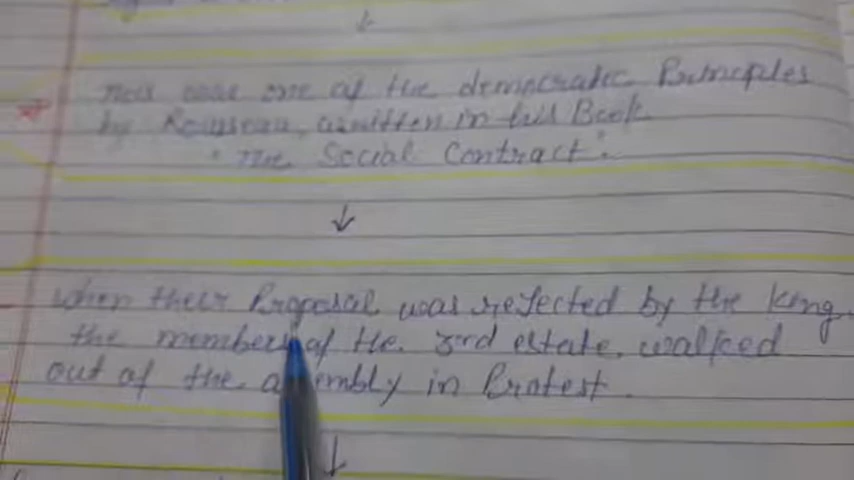 This was one of the democratic Principles
by Rousseau, written in his Book
"The Social Contract".
When their Proposal was rejected by the king,
the members of the 3rd estate, walked
out of the assembly in Protest.